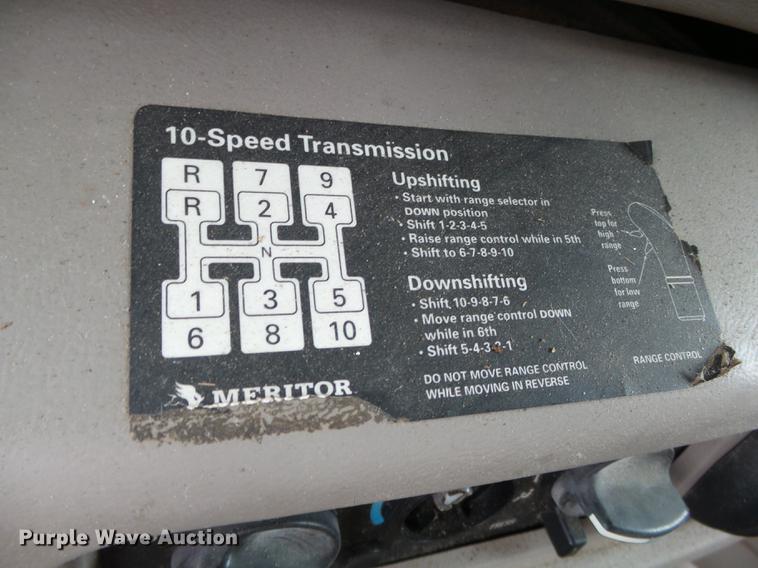 10-Speed Transmission
R 7 9
R 2 4
N
1 3 5
6 8 10
MERITOR
Upshifting
• Start with range selector in
DOWN position
• Shift 1-2-3-4-5
• Raise range control while in 5th
• Shift to 6-7-8-9-10
Downshifting
• Shift 10-9-8-7-6
• Move range control DOWN
while in 6th
• Shift 5-4-3-2-1
DO NOT MOVE RANGE CONTROL
WHILE MOVING IN REVERSE
Press
top for
high
range
Press
bottom
for low
range
RANGE CONTROL
Purple Wave Auction